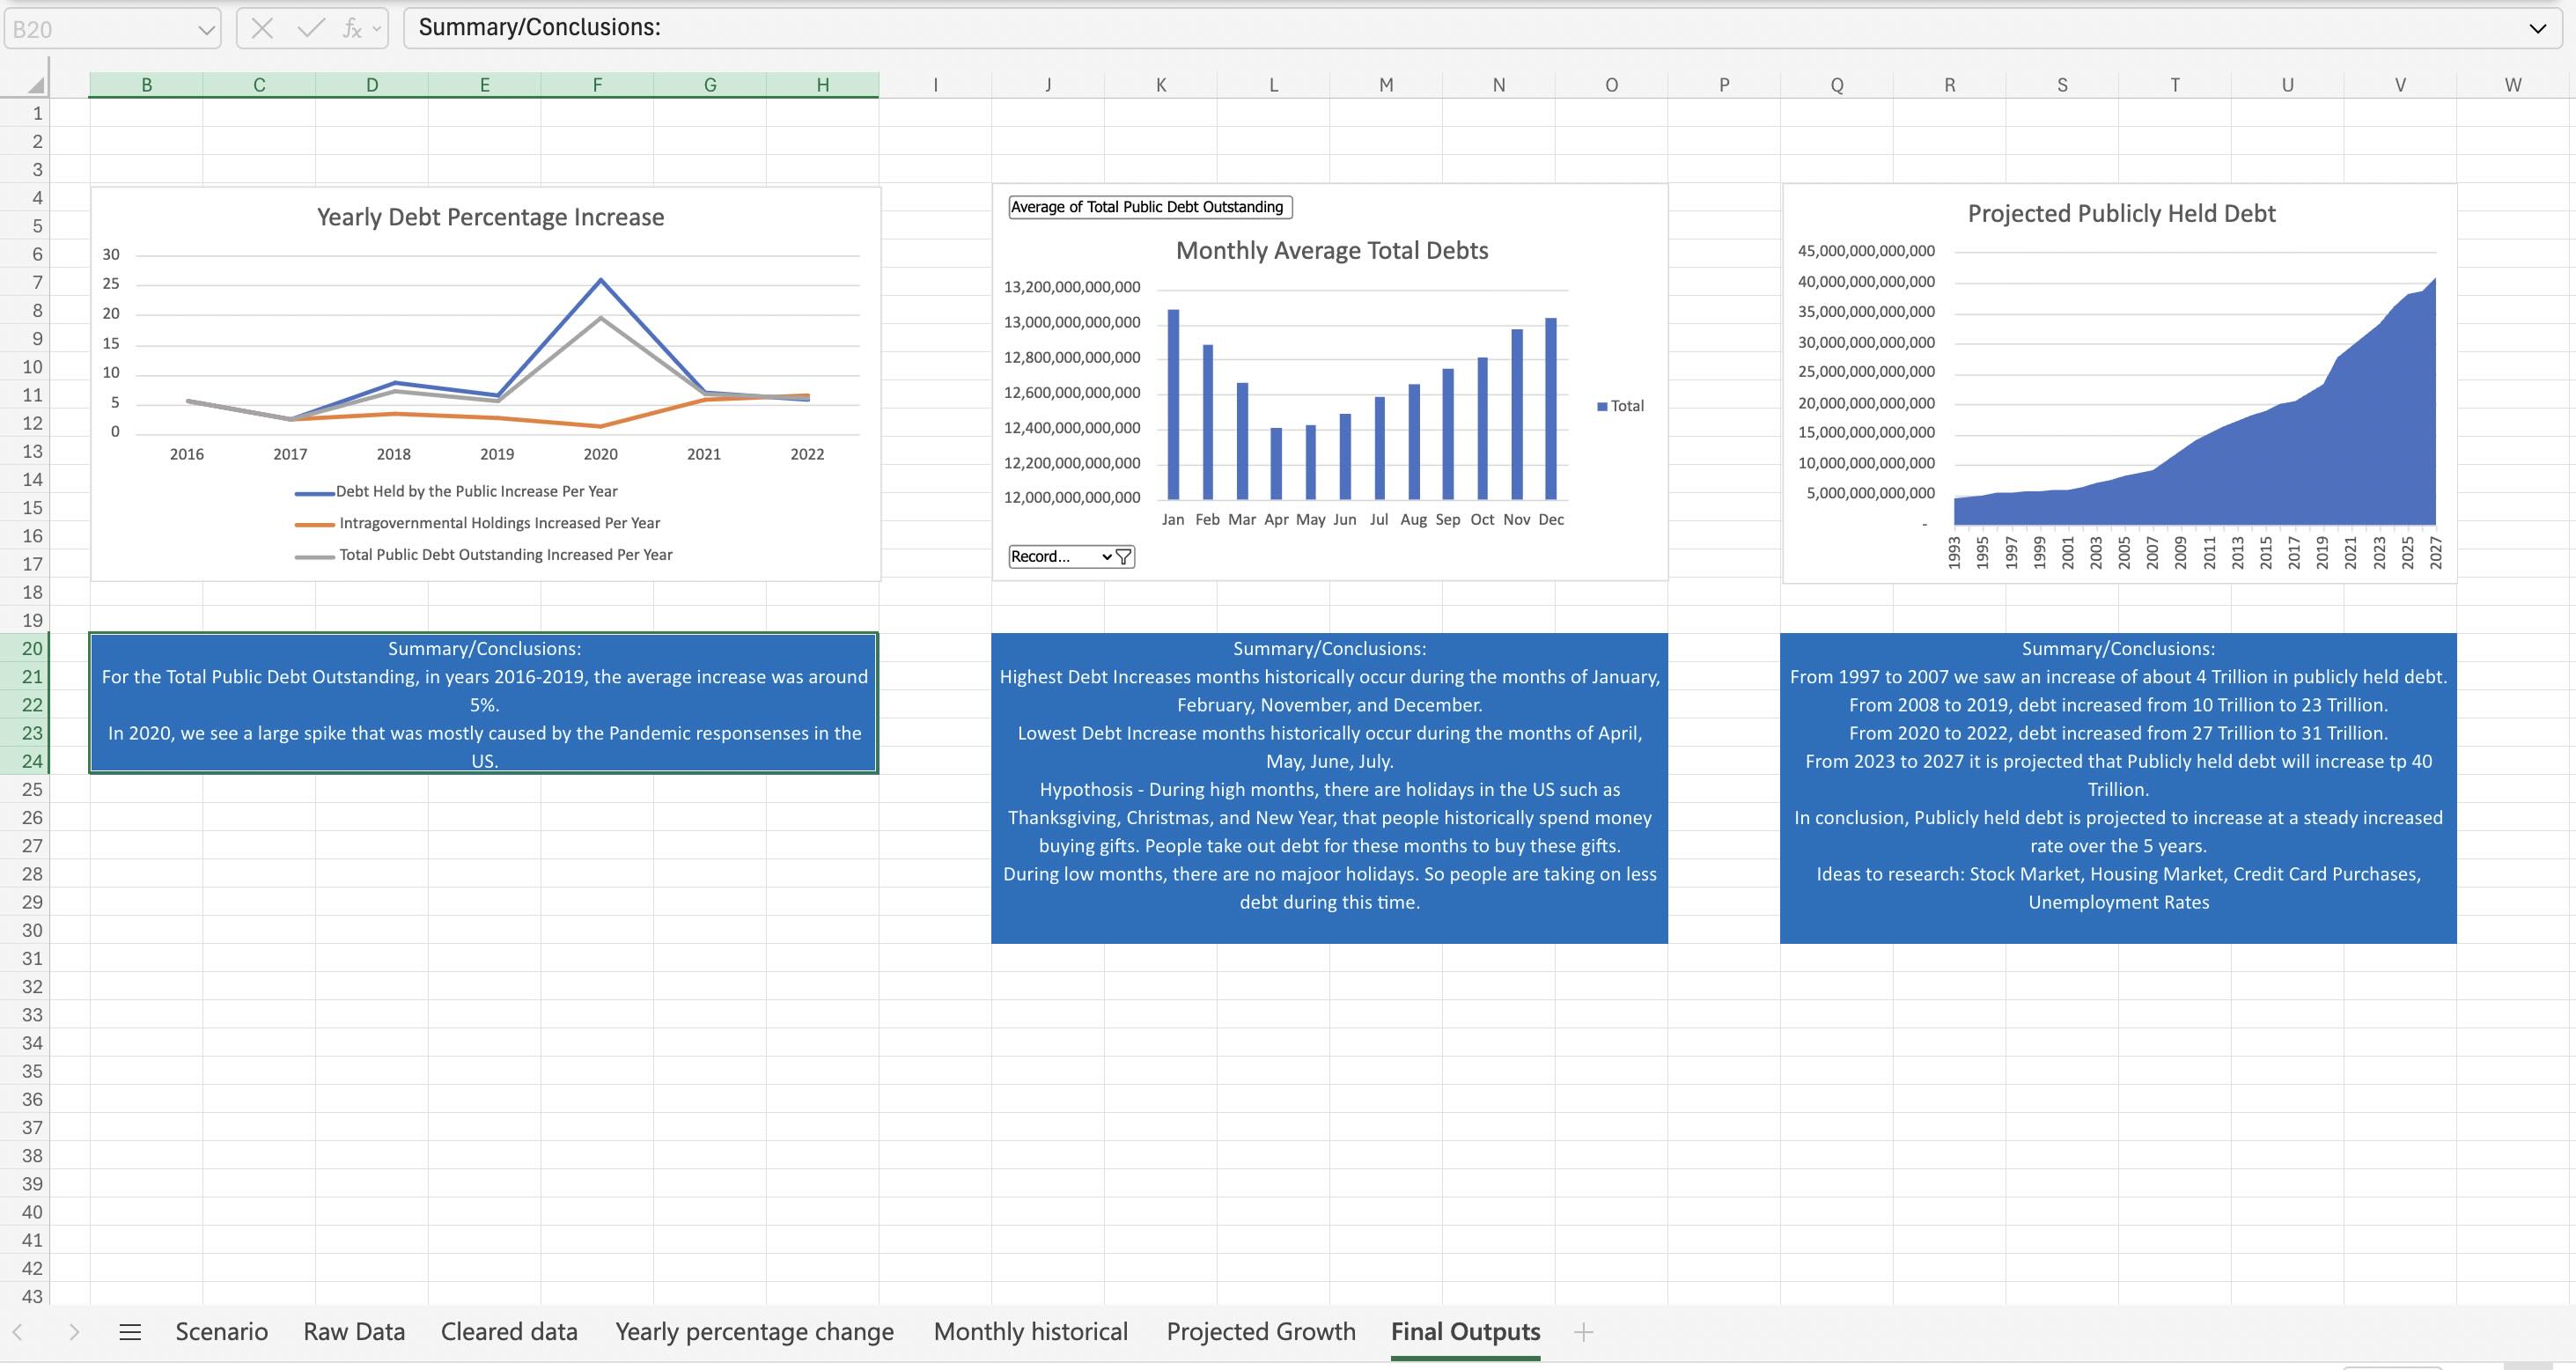 B20
fx
Summary/Conclusions:
B C D E F G H I J K L M N O P Q R S T U V W
1
2
3
4
5
6
7
8
9
10
11
12
13
14
15
16
17
18
19
20
21
22
23
24
25
26
27
28
29
30
31
32
33
34
35
36
37
38
39
40
41
42
43
Yearly Debt Percentage Increase
30
25
20
15
10
5
0
2016 2017 2018 2019 2020 2021 2022
Debt Held by the Public Increase Per Year
Intragovernmental Holdings Increased Per Year
Total Public Debt Outstanding Increased Per Year
Average of Total Public Debt Outstanding
Monthly Average Total Debts
13,200,000,000,000
13,000,000,000,000
12,800,000,000,000
12,600,000,000,000
12,400,000,000,000
12,200,000,000,000
12,000,000,000,000
Jan Feb Mar Apr May Jun Jul Aug Sep Oct Nov Dec
Total
Record...
Projected Publicly Held Debt
45,000,000,000,000
40,000,000,000,000
35,000,000,000,000
30,000,000,000,000
25,000,000,000,000
20,000,000,000,000
15,000,000,000,000
10,000,000,000,000
5,000,000,000,000
-
1993 1995 1997 1999 2001 2003 2005 2007 2009 2011 2013 2015 2017 2019 2021 2023 2025 2027
Summary/Conclusions:
For the Total Public Debt Outstanding, in years 2016-2019, the average increase was around
5%.
In 2020, we see a large spike that was mostly caused by the Pandemic responsenses in the
US.
Summary/Conclusions:
Highest Debt Increases months historically occur during the months of January,
February, November, and December.
Lowest Debt Increase months historically occur during the months of April,
May, June, July.
Hypothosis - During high months, there are holidays in the US such as
Thanksgiving, Christmas, and New Year, that people historically spend money
buying gifts. People take out debt for these months to buy these gifts.
During low months, there are no majoor holidays. So people are taking on less
debt during this time.
Summary/Conclusions:
From 1997 to 2007 we saw an increase of about 4 Trillion in publicly held debt.
From 2008 to 2019, debt increased from 10 Trillion to 23 Trillion.
From 2020 to 2022, debt increased from 27 Trillion to 31 Trillion.
From 2023 to 2027 it is projected that Publicly held debt will increase tp 40
Trillion.
In conclusion, Publicly held debt is projected to increase at a steady increased
rate over the 5 years.
Ideas to research: Stock Market, Housing Market, Credit Card Purchases,
Unemployment Rates
Scenario Raw Data Cleared data Yearly percentage change Monthly historical Projected Growth Final Outputs